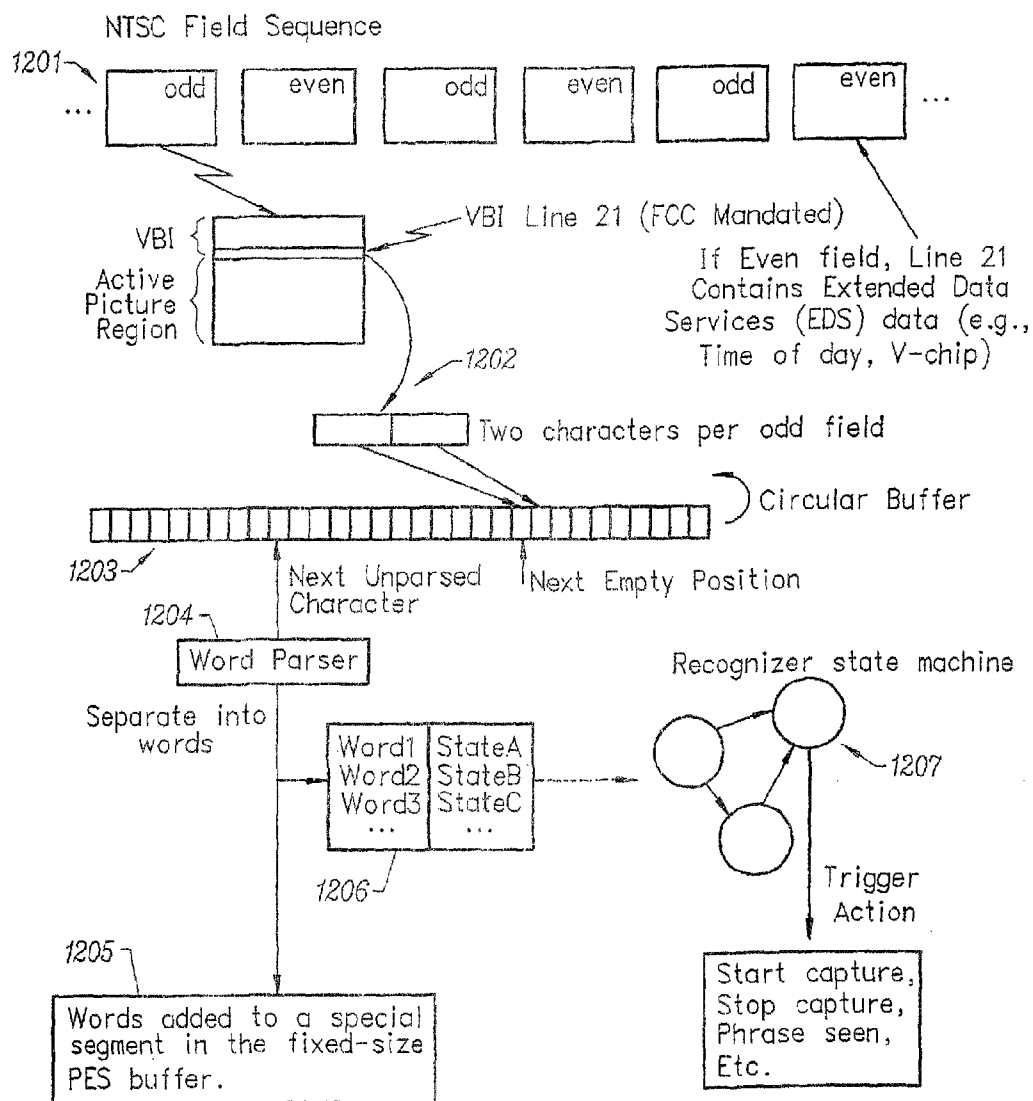 NTSC Field Sequence
1201
... odd even odd even odd even ...
VBI
VBI Line 21 (FCC Mandated)
Active
Picture
Region
If Even field, Line 21
Contains Extended Data
Services (EDS) data (e.g.,
Time of day, V-chip)
1202
Two characters per odd field
Circular Buffer
1203
Next Unparsed
Character
Next Empty Position
1204
Word Parser
Separate into
words
Word1 StateA
Word2 StateB
Word3 StateC
... ...
1206
Recognizer state machine
1207
Trigger
Action
Start capture,
Stop capture,
Phrase seen,
Etc.
1205
Words added to a special
segment in the fixed-size
PES buffer.